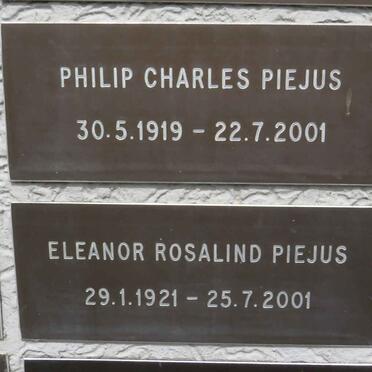 PHILIP CHARLES PIEJUS
30.5.1919 – 22.7.2001
ELEANOR ROSALIND PIEJUS
29.1.1921 – 25.7.2001